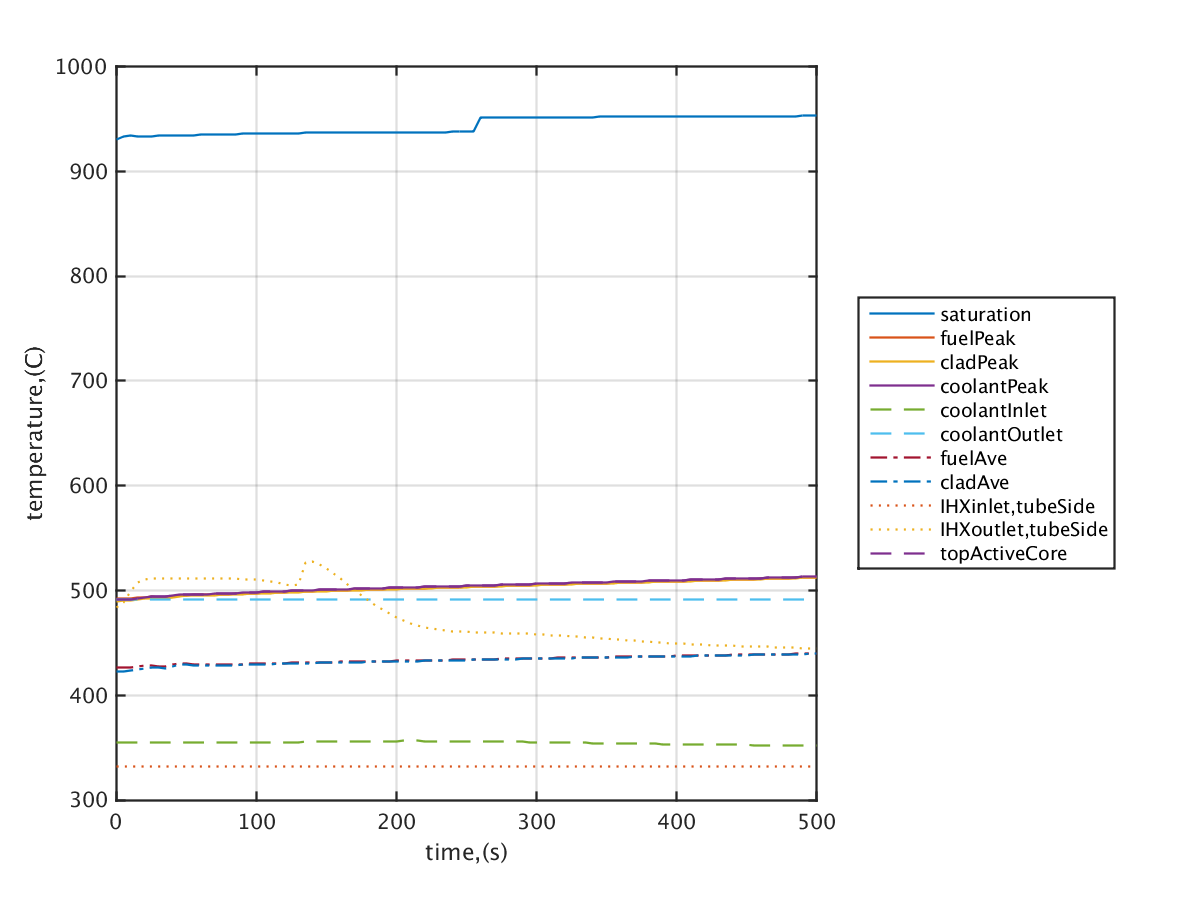 1000
900
800
700
600
500
400
300
0
100
200
300
400
500
temperature,(C)
time,(s)
saturation
fuelPeak
cladPeak
coolantPeak
coolantInlet
coolantOutlet
fuelAve
cladAve
IHXinlet,tubeSide
IHXoutlet,tubeSide
topActiveCore